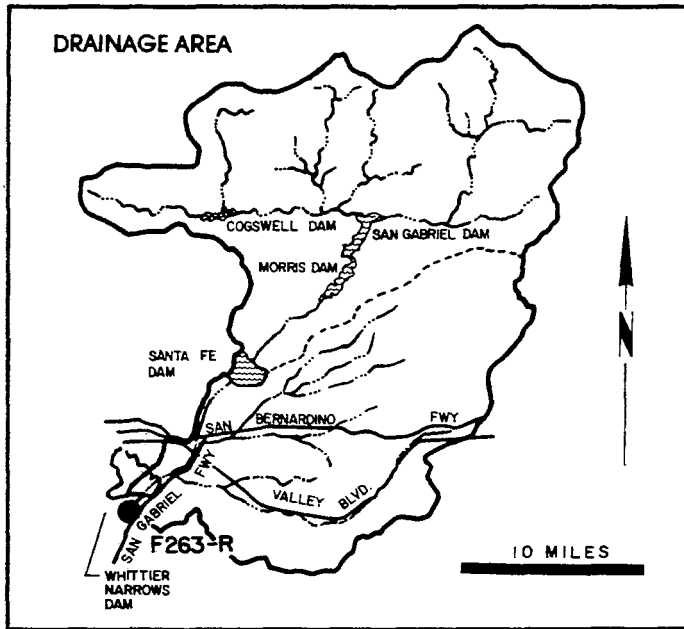 DRAINAGE AREA
COGSWELL DAM
SAN GABRIEL DAM
MORRIS DAM
N
SANTA FE
DAM
SAN BERNARDINO FWY
SAN GABRIEL FWY
VALLEY BLVD.
F263-R
10 MILES
WHITTIER
NARROWS
DAM